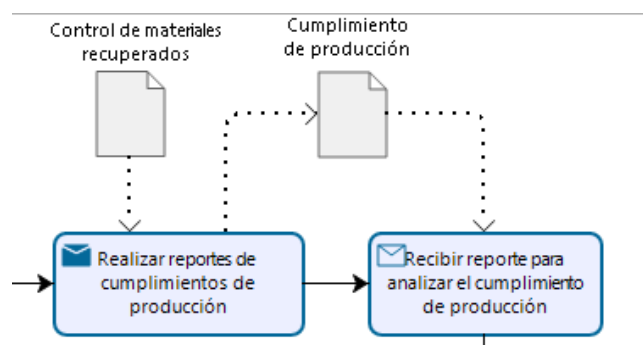 Control de materiales
recuperados
Cumplimiento
de producción
Realizar reportes de
cumplimientos de
producción
Recibir reporte para
analizar el cumplimiento
de producción